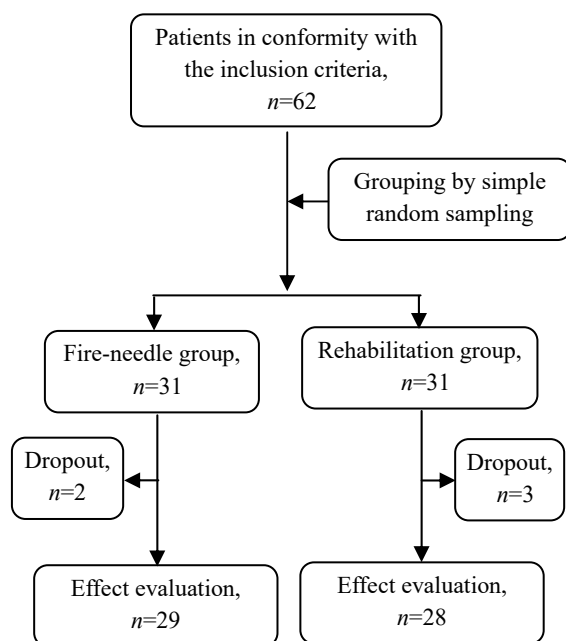 Patients in conformity with
the inclusion criteria,
n=62
Grouping by simple
random sampling
Fire-needle group,
n=31
Rehabilitation group,
n=31
Dropout,
n=2
Dropout,
n=3
Effect evaluation,
n=29
Effect evaluation,
n=28